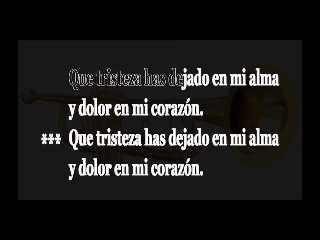 Que tristeza has dejado en mi alma
y dolor en mi corazón.
*** Que tristeza has dejado en mi alma
y dolor en mi corazón.